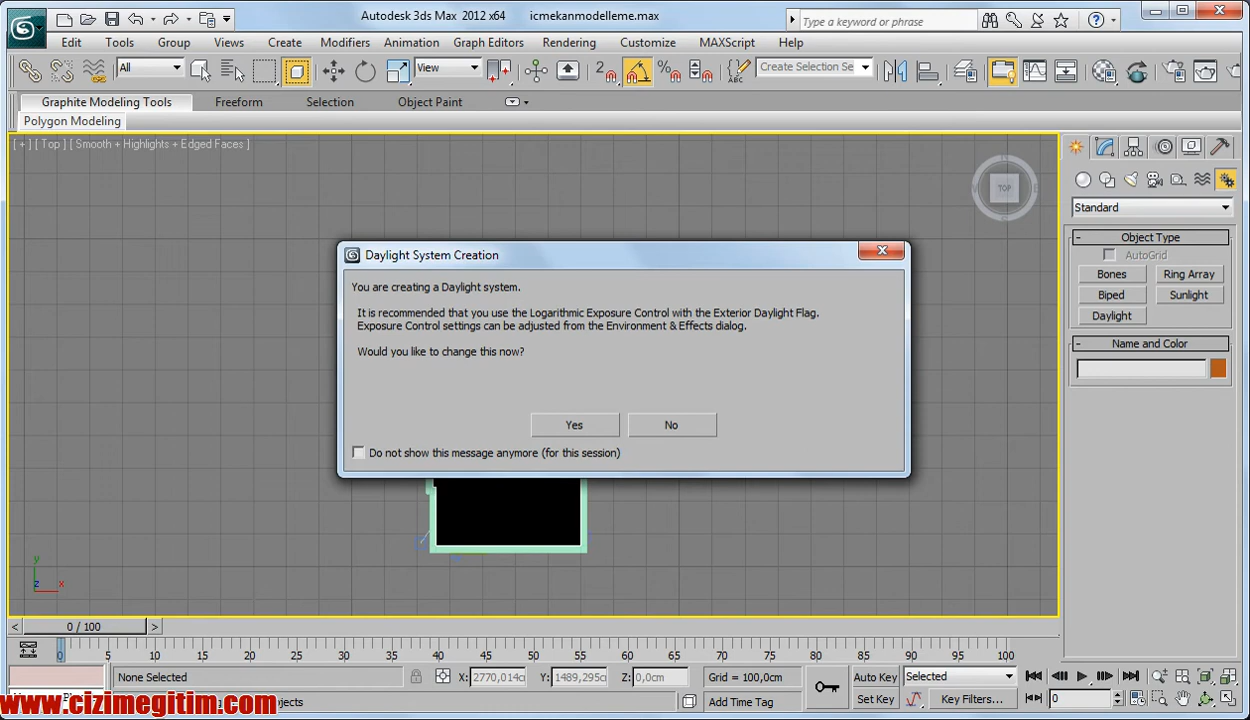 Autodesk 3ds Max 2012 x64 icmekanmodelleme.max
Type a keyword or phrase
Edit Tools Group Views Create Modifiers Animation Graph Editors Rendering Customize MAXScript Help
All View Create Selection Se
Graphite Modeling Tools Freeform Selection Object Paint
Polygon Modeling
[ + ] [ Top ] [ Smooth + Highlights + Edged Faces ]
TOP
Standard
Object Type
AutoGrid
Bones Ring Array
Biped Sunlight
Daylight
Name and Color
Daylight System Creation
You are creating a Daylight system.
It is recommended that you use the Logarithmic Exposure Control with the Exterior Daylight Flag.
Exposure Control settings can be adjusted from the Environment & Effects dialog.
Would you like to change this now?
Yes No
Do not show this message anymore (for this session)
y
z x
< 0 / 100 >
0 5 10 15 20 25 30 35 40 45 50 55 60 65 70 75 80 85 90 95 100
None Selected X: 2770,014c Y: 1489,295c Z: 0,0cm Grid = 100,0cm Auto Key Selected
www.cizimegitim.com bjects Add Time Tag Set Key Key Filters... 0